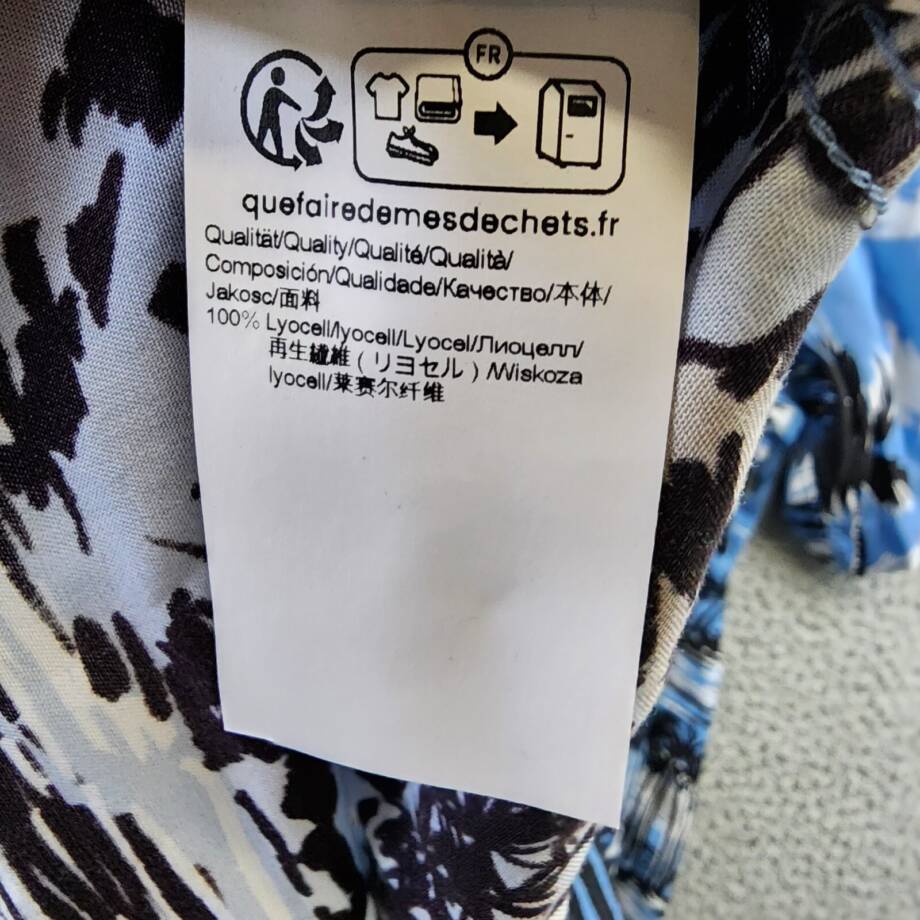 FR
quefairedemesdechets.fr
Qualität/Quality/Qualité/Qualità/
Composición/Qualidade/Качество/本体/
Jakosc/面料
100% Lyocell/lyocell/Lyocel/Лиоцелл/
再生繊維(リヨセル)/Wiskoza
lyocell/莱赛尔纤维